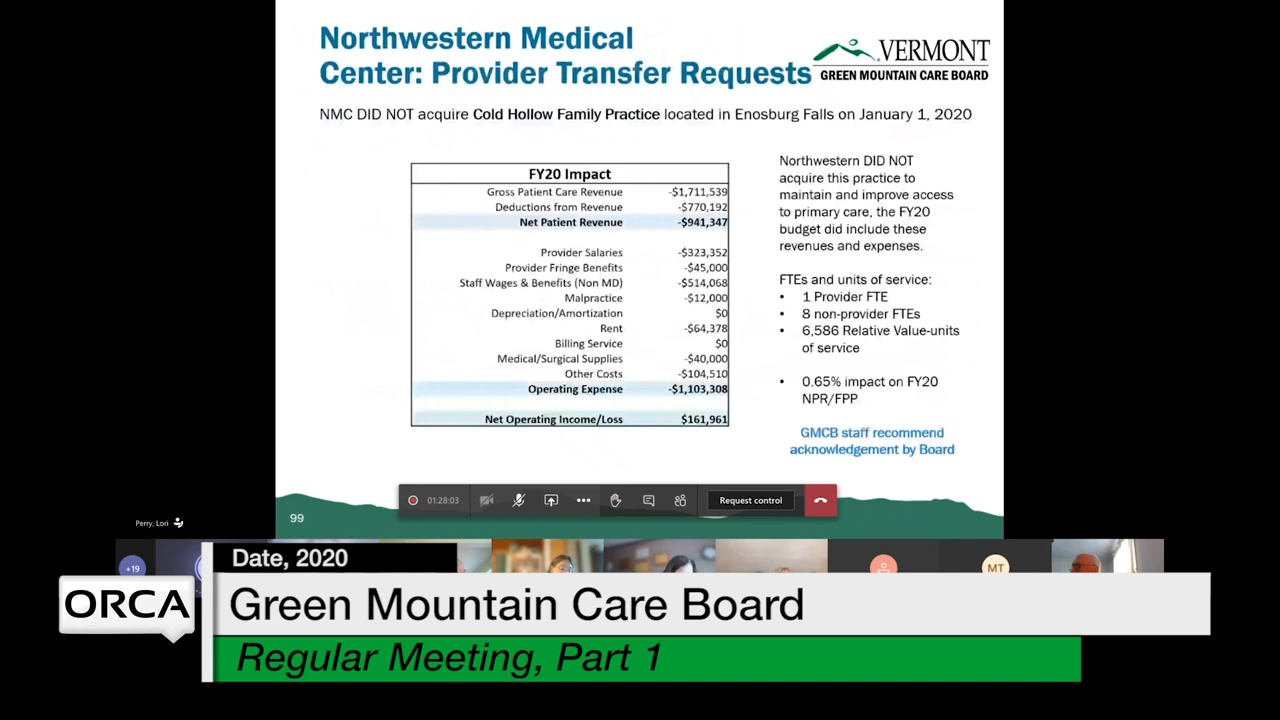 Northwestern Medical
Center: Provider Transfer Requests
VERMONT
GREEN MOUNTAIN CARE BOARD
NMC DID NOT acquire Cold Hollow Family Practice located in Enosburg Falls on January 1, 2020
FY20 Impact
Gross Patient Care Revenue -$1,711,539
Deductions from Revenue -$770,192
Net Patient Revenue -$941,347
Provider Salaries -$323,352
Provider Fringe Benefits -$45,000
Staff Wages & Benefits (Non MD) -$514,068
Malpractice -$12,000
Depreciation/Amortization $0
Rent -$64,378
Billing Service $0
Medical/Surgical Supplies -$40,000
Other Costs -$104,510
Operating Expense -$1,103,308
Net Operating Income/Loss $161,961
Northwestern DID NOT
acquire this practice to
maintain and improve access
to primary care, the FY20
budget did include these
revenues and expenses.
FTEs and units of service:
• 1 Provider FTE
• 8 non-provider FTEs
• 6,586 Relative Value-units
of service
• 0.65% impact on FY20
NPR/FPP
GMCB staff recommend
acknowledgement by Board
01:28:03
Request control
99
Perry, Lori
+19
MT
Date, 2020
ORCA
Green Mountain Care Board
Regular Meeting, Part 1